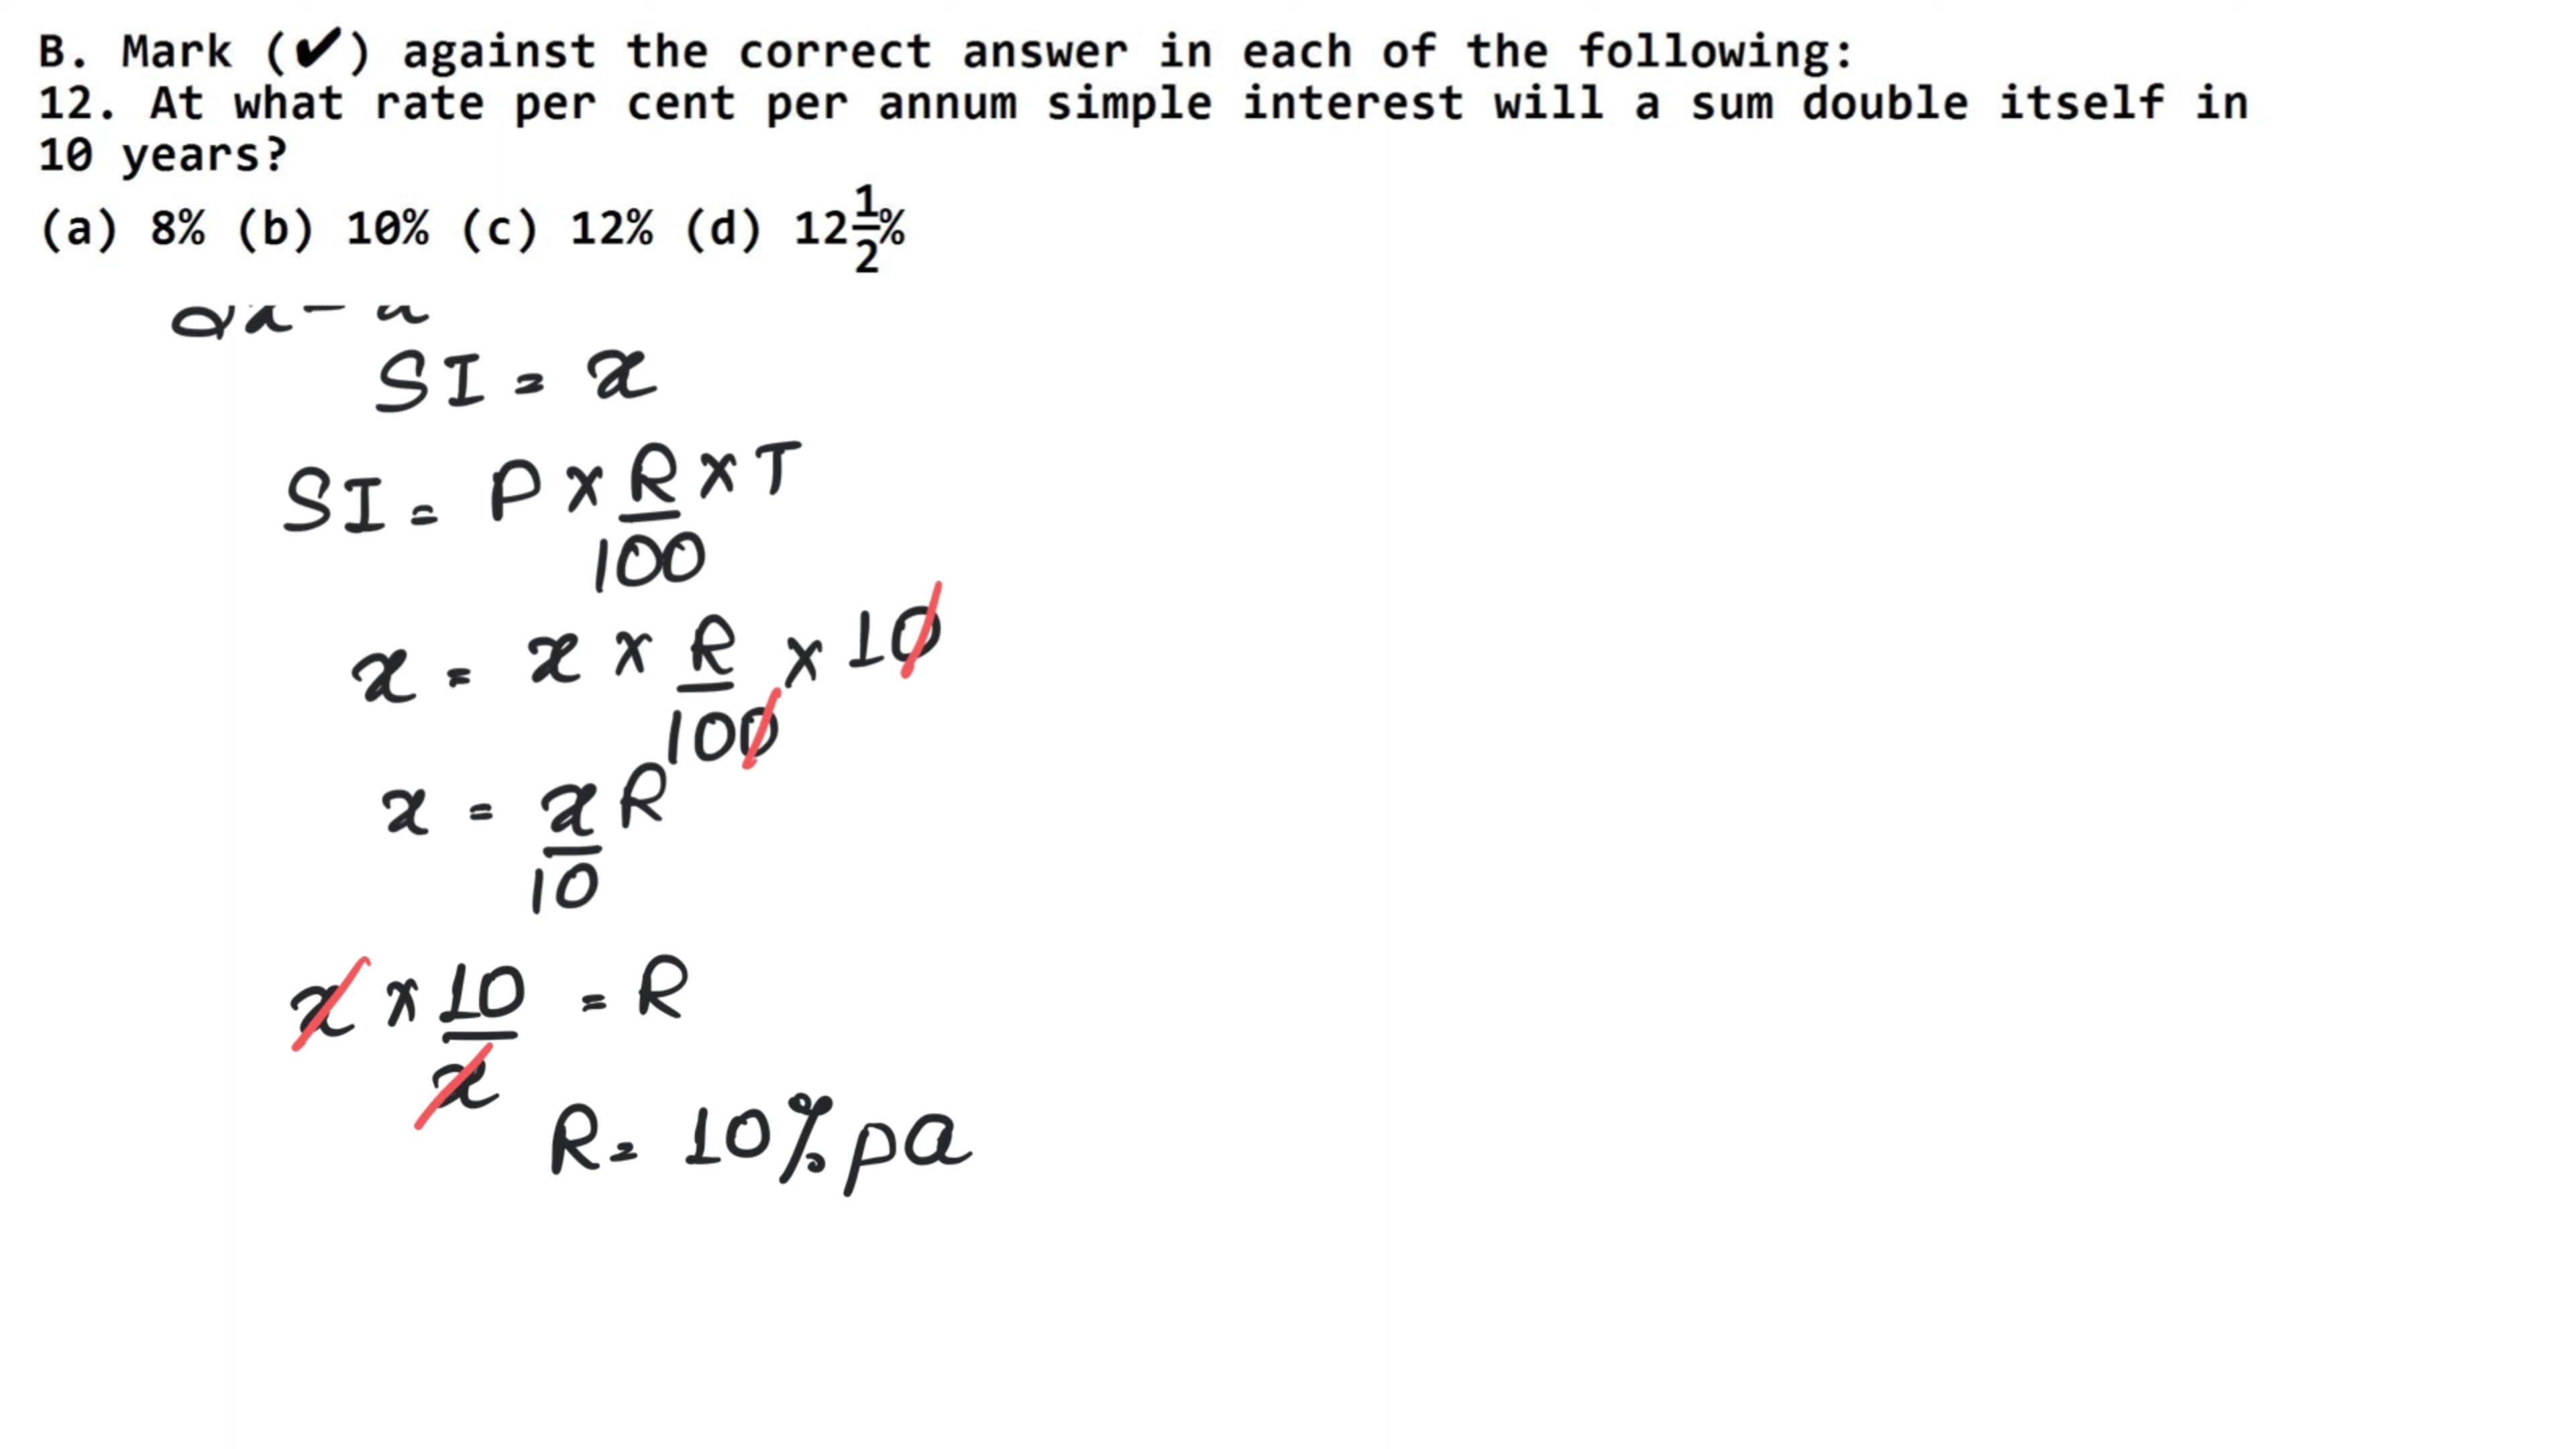 B. Mark (✔) against the correct answer in each of the following:
12. At what rate per cent per annum simple interest will a sum double itself in
10 years?
(a) 8% (b) 10% (c) 12% (d) 12 1/2%
SI = x
SI = P × R/100 × T
x = x × R/100 × 10
x = x/10 R
x × 10/x = R
R = 10% pa